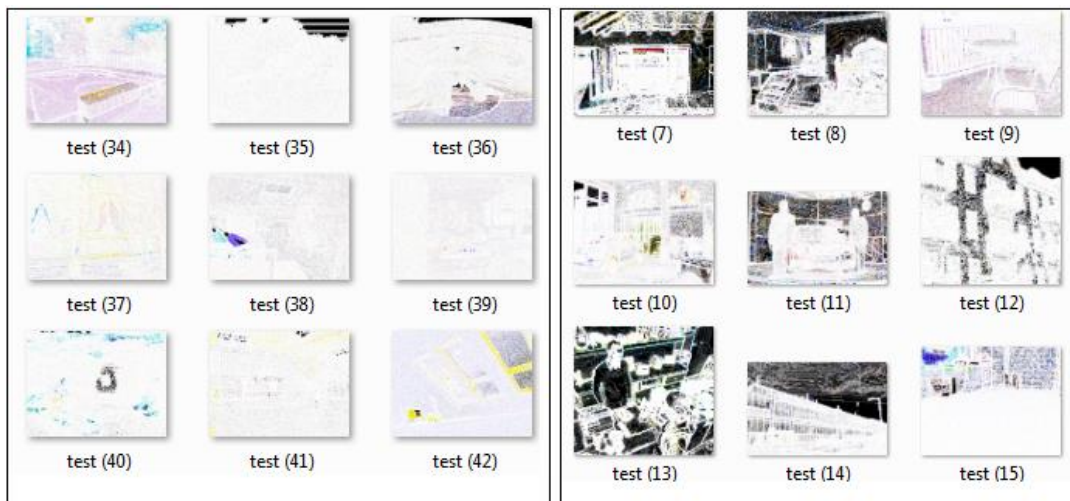 test (34) test (35) test (36)
test (37) test (38) test (39)
test (40) test (41) test (42)
test (7) test (8) test (9)
test (10) test (11) test (12)
test (13) test (14) test (15)